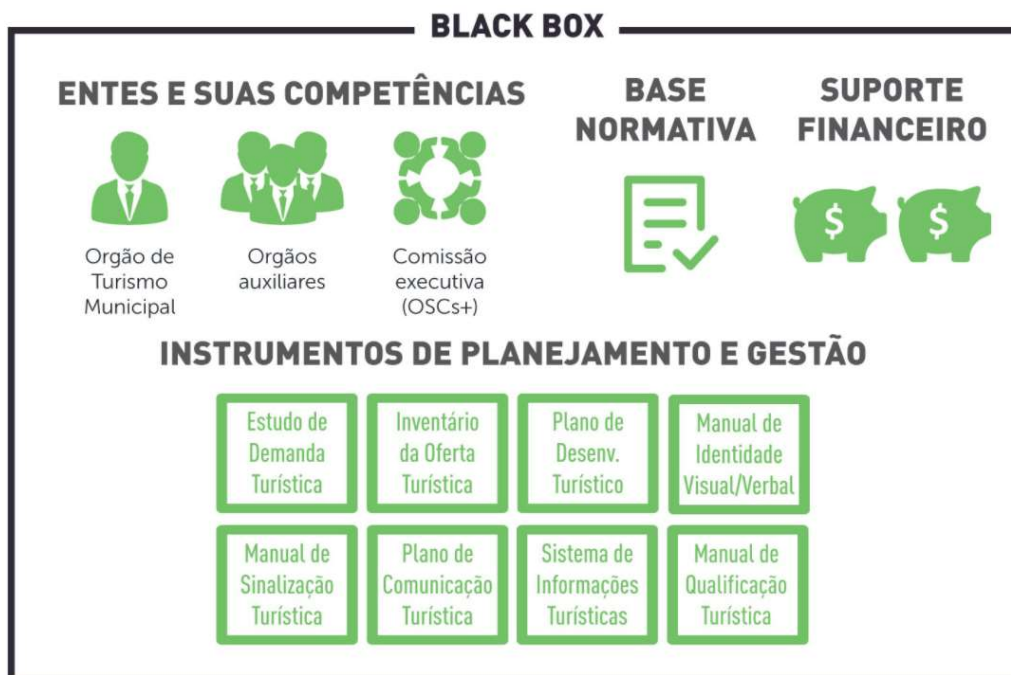 BLACK BOX
ENTES E SUAS COMPETÊNCIAS
Orgão de
Turismo
Municipal
Orgãos
auxiliares
Comissão
executiva
(OSCs+)
BASE
NORMATIVA
SUPORTE
FINANCEIRO
$
$
INSTRUMENTOS DE PLANEJAMENTO E GESTÃO
Estudo de
Demanda
Turística
Inventário
da Oferta
Turística
Plano de
Desenv.
Turístico
Manual de
Identidade
Visual/Verbal
Manual de
Sinalização
Turística
Plano de
Comunicação
Turística
Sistema de
Informações
Turísticas
Manual de
Qualificação
Turística